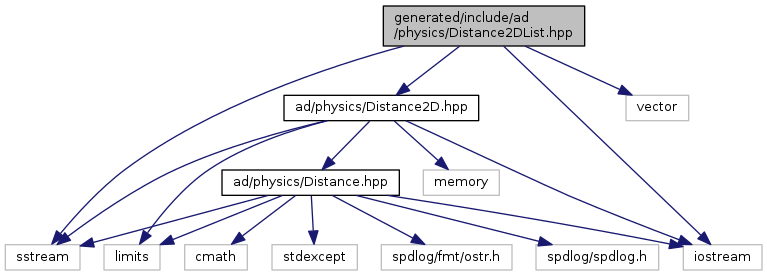 generated/include/ad
/physics/Distance2DList.hpp
ad/physics/Distance2D.hpp
vector
ad/physics/Distance.hpp
memory
sstream
limits
cmath
stdexcept
spdlog/fmt/ostr.h
spdlog/spdlog.h
iostream